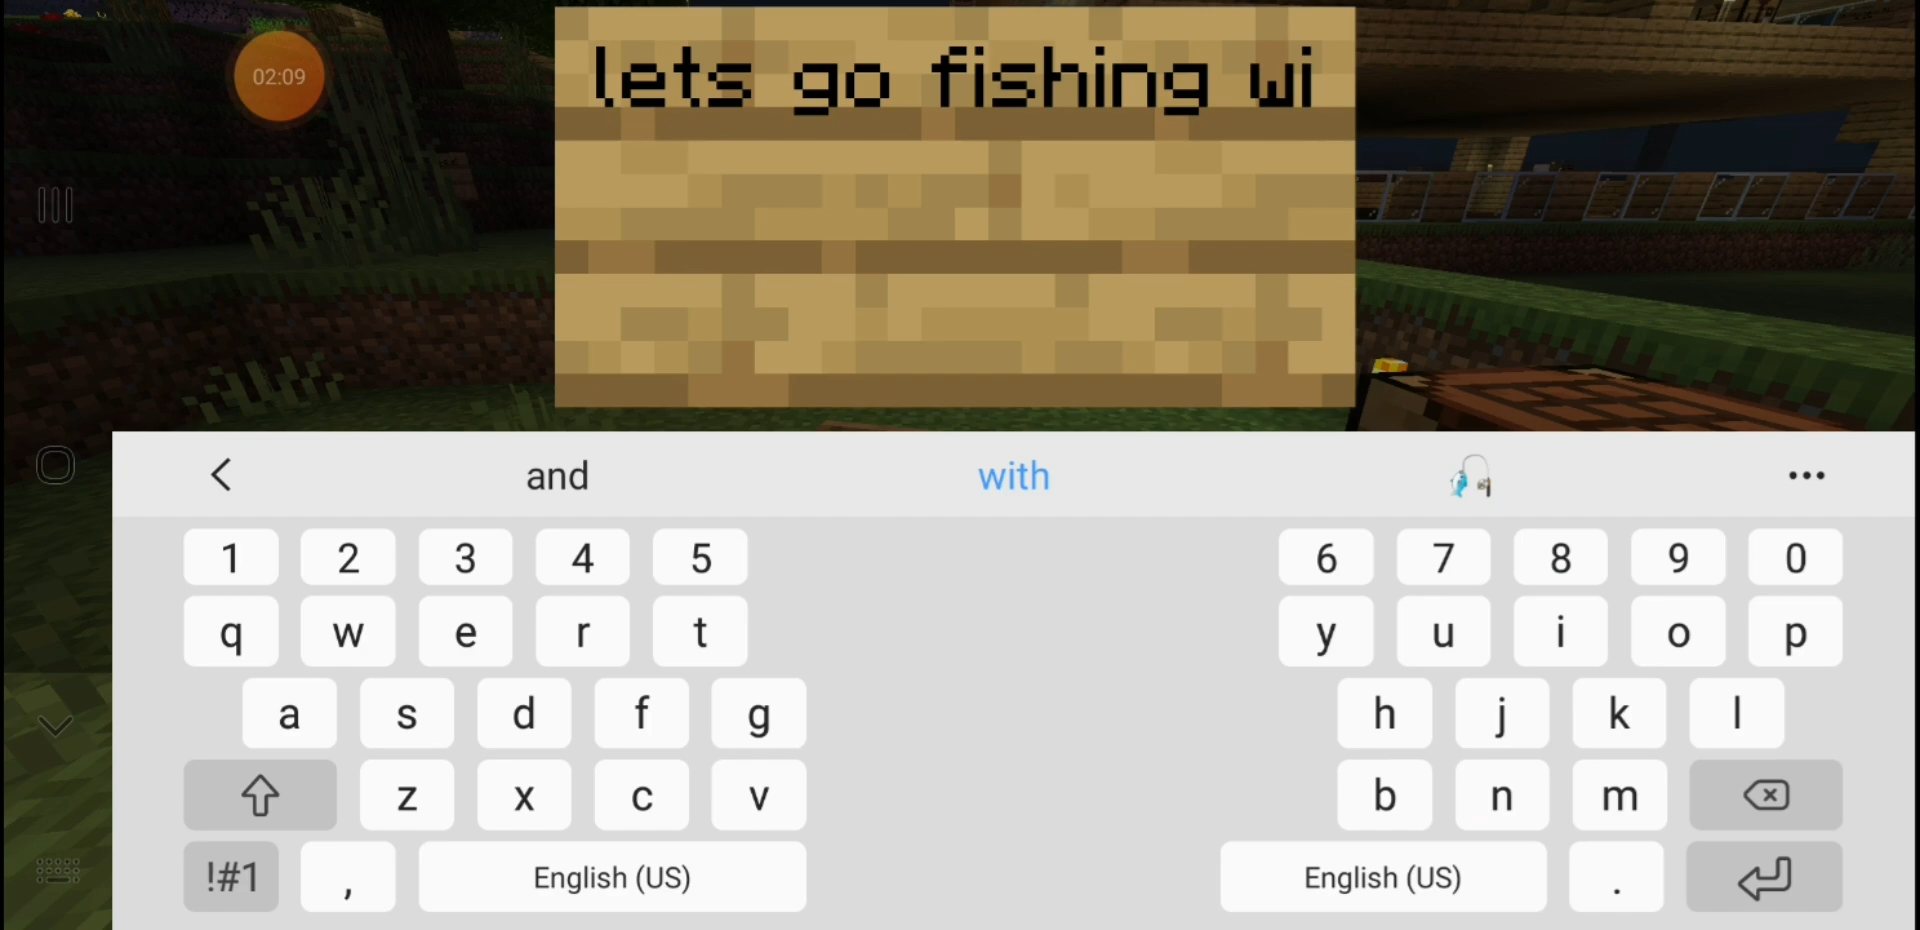 02:09
lets go fishing wi
and with
1 2 3 4 5 6 7 8 9 0
q w e r t y u i o p
a s d f g h j k l
z x c v b n m
!#1 , English (US) English (US) .